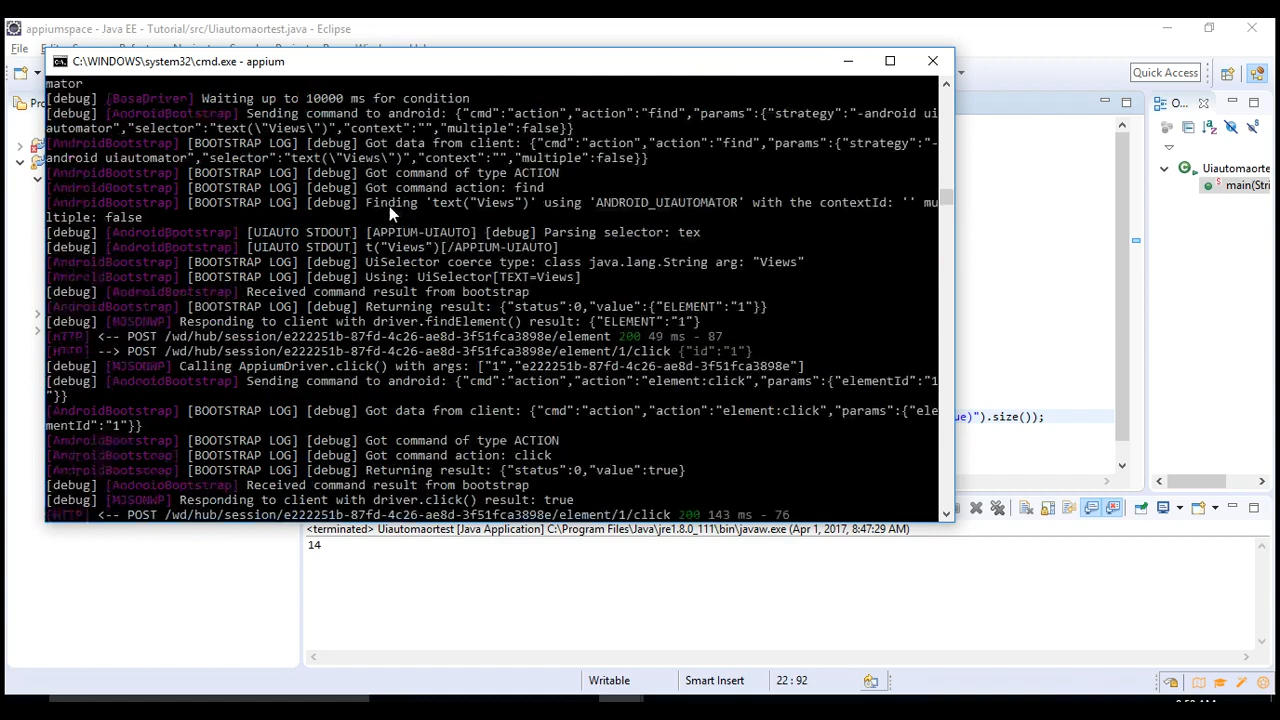 appiumspace - Java EE - Tutorial/src/Uiautomaortest.java - Eclipse
File
C:\WINDOWS\system32\cmd.exe - appium
Quick Access
mator
[debug] [BaseDriver] Waiting up to 10000 ms for condition
[debug] [AndroidBootstrap] Sending command to android: {"cmd":"action","action":"find","params":{"strategy":"-android ui
automator","selector":"text(\"Views\")","context":"","multiple":false}}
[AndroidBootstrap] [BOOTSTRAP LOG] [debug] Got data from client: {"cmd":"action","action":"find","params":{"strategy":"-
android uiautomator","selector":"text(\"Views\")","context":"","multiple":false}}
[AndroidBootstrap] [BOOTSTRAP LOG] [debug] Got command of type ACTION
[AndroidBootstrap] [BOOTSTRAP LOG] [debug] Got command action: find
[AndroidBootstrap] [BOOTSTRAP LOG] [debug] Finding 'text("Views")' using 'ANDROID_UIAUTOMATOR' with the contextId: '' mu
ltiple: false
[debug] [AndroidBootstrap] [UIAUTO STDOUT] [APPIUM-UIAUTO] [debug] Parsing selector: tex
[debug] [AndroidBootstrap] [UIAUTO STDOUT] t("Views")[/APPIUM-UIAUTO]
[AndroidBootstrap] [BOOTSTRAP LOG] [debug] UiSelector coerce type: class java.lang.String arg: "Views"
[AndroidBootstrap] [BOOTSTRAP LOG] [debug] Using: UiSelector[TEXT=Views]
[debug] [AndroidBootstrap] Received command result from bootstrap
[AndroidBootstrap] [BOOTSTRAP LOG] [debug] Returning result: {"status":0,"value":{"ELEMENT":"1"}}
[debug] [MJSONWP] Responding to client with driver.findElement() result: {"ELEMENT":"1"}
[HTTP] <-- POST /wd/hub/session/e222251b-87fd-4c26-ae8d-3f51cfa3898e/element 200 49 ms - 87
[HTTP] --> POST /wd/hub/session/e222251b-87fd-4c26-ae8d-3f51cfa3898e/element/1/click {"id":"1"}
[debug] [MJSONWP] Calling AppiumDriver.click() with args: ["1","e222251b-87fd-4c26-ae8d-3f51cfa3898e"]
[debug] [AndroidBootstrap] Sending command to android: {"cmd":"action","action":"element:click","params":{"elementId":"1
"}}
[AndroidBootstrap] [BOOTSTRAP LOG] [debug] Got data from client: {"cmd":"action","action":"element:click","params":{"ele
mentId":"1"}}
[AndroidBootstrap] [BOOTSTRAP LOG] [debug] Got command of type ACTION
[AndroidBootstrap] [BOOTSTRAP LOG] [debug] Got command action: click
[AndroidBootstrap] [BOOTSTRAP LOG] [debug] Returning result: {"status":0,"value":true}
[debug] [AndroidBootstrap] Received command result from bootstrap
[debug] [MJSONWP] Responding to client with driver.click() result: true
[HTTP] <-- POST /wd/hub/session/e222251b-87fd-4c26-ae8d-3f51cfa3898e/element/1/click 200 143 ms - 76
O...
Uiautomaortest
main(Stri
ue)").size());
<terminated> Uiautomaortest [Java Application] C:\Program Files\Java\jre1.8.0_111\bin\javaw.exe (Apr 1, 2017, 8:47:29 AM)
14
Writable
Smart Insert
22 : 92